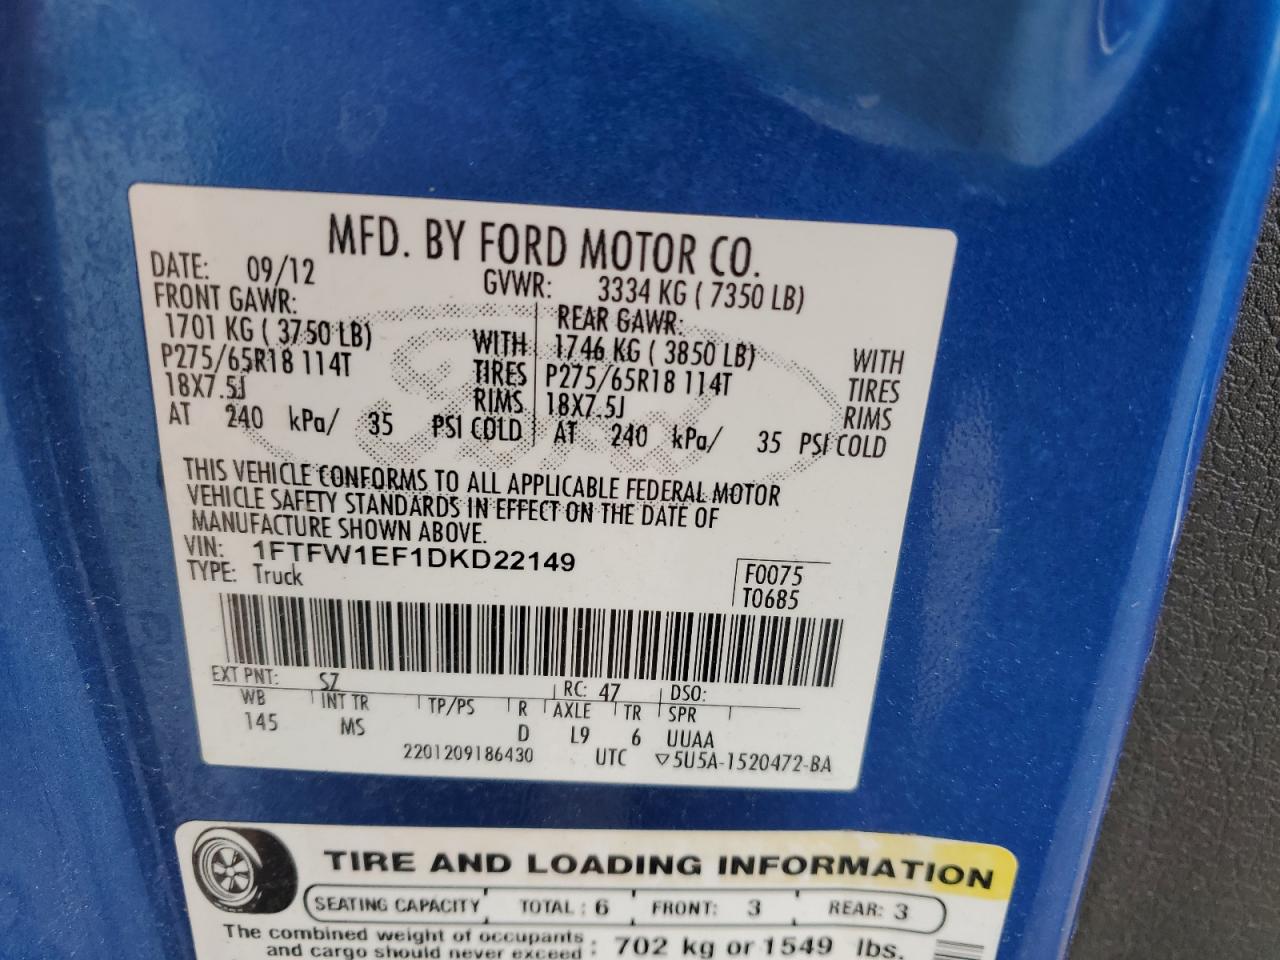 MFD. BY FORD MOTOR CO.
DATE: 09/12 GVWR: 3334 KG ( 7350 LB)
FRONT GAWR: REAR GAWR:
1701 KG ( 3750 LB) WITH 1746 KG ( 3850 LB) WITH
P275/65R18 114T TIRES P275/65R18 114T TIRES
18X7.5J RIMS 18X7.5J RIMS
AT 240 kPa/ 35 PSI COLD AT 240 kPa/ 35 PSI COLD
THIS VEHICLE CONFORMS TO ALL APPLICABLE FEDERAL MOTOR
VEHICLE SAFETY STANDARDS IN EFFECT ON THE DATE OF
MANUFACTURE SHOWN ABOVE.
VIN: 1FTFW1EF1DKD22149
TYPE: Truck
F0075
T0685
EXT PNT: SZ RC: 47 DSO:
WB INT TR TP/PS R AXLE TR SPR
145 MS D L9 6 UUAA
2201209186430 UTC ▽5U5A-1520472-BA
TIRE AND LOADING INFORMATION
SEATING CAPACITY TOTAL : 6 FRONT: 3 REAR: 3
The combined weight of occupants
and cargo should never exceed : 702 kg or 1549 lbs.